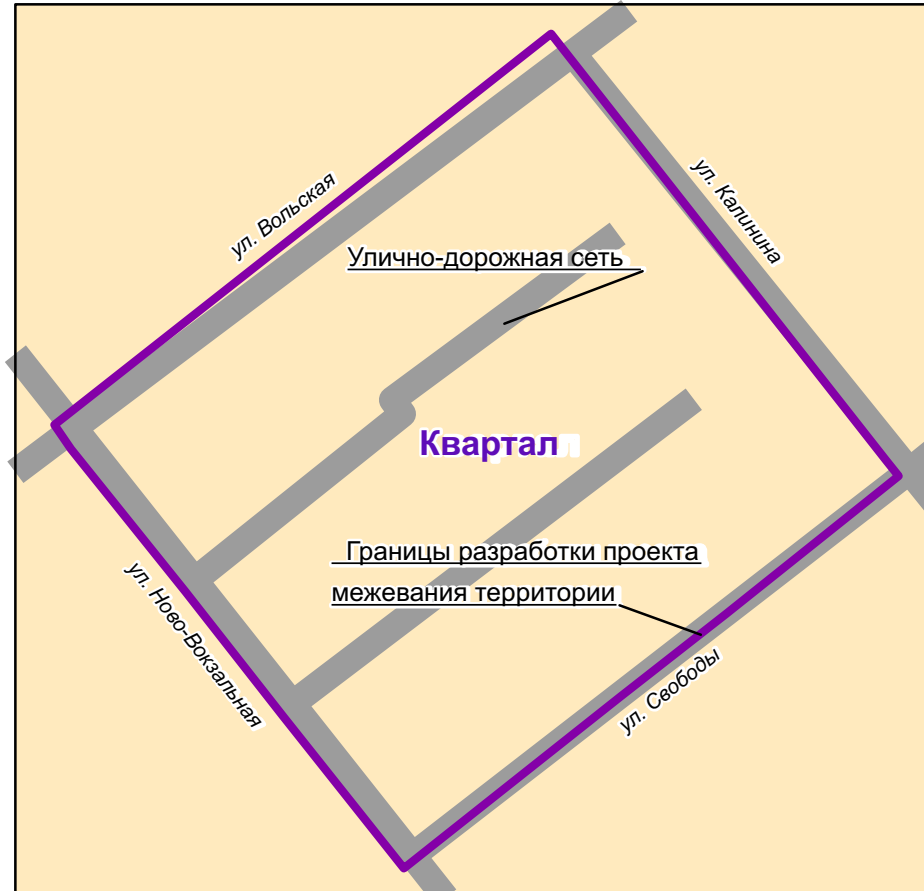 ул. Вольская
ул. Калинина
Улично-дорожная сеть
Квартал
Границы разработки проекта
межевания территории
ул. Ново-Вокзальная
ул. Свободы